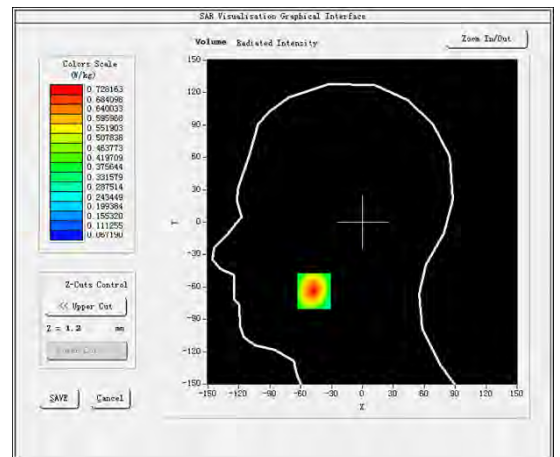 SAR Visualisation Graphical Interface
Volume Radiated Intensity
Zoom In/Out
Colors Scale
(W/kg)
0.728163
0.684098
0.640033
0.595968
0.551903
0.507838
0.463773
0.419709
0.375644
0.331579
0.287514
0.243449
0.199384
0.155320
0.111255
0.067190
Z-Cuts Control
<< Upper Cut
Z = 1.2 mm
SAVE
Cancel
150
120
90
60
30
0
-30
-60
-90
-120
-150
Y
-150 -120 -90 -60 -30 0 30 60 90 120 150
X